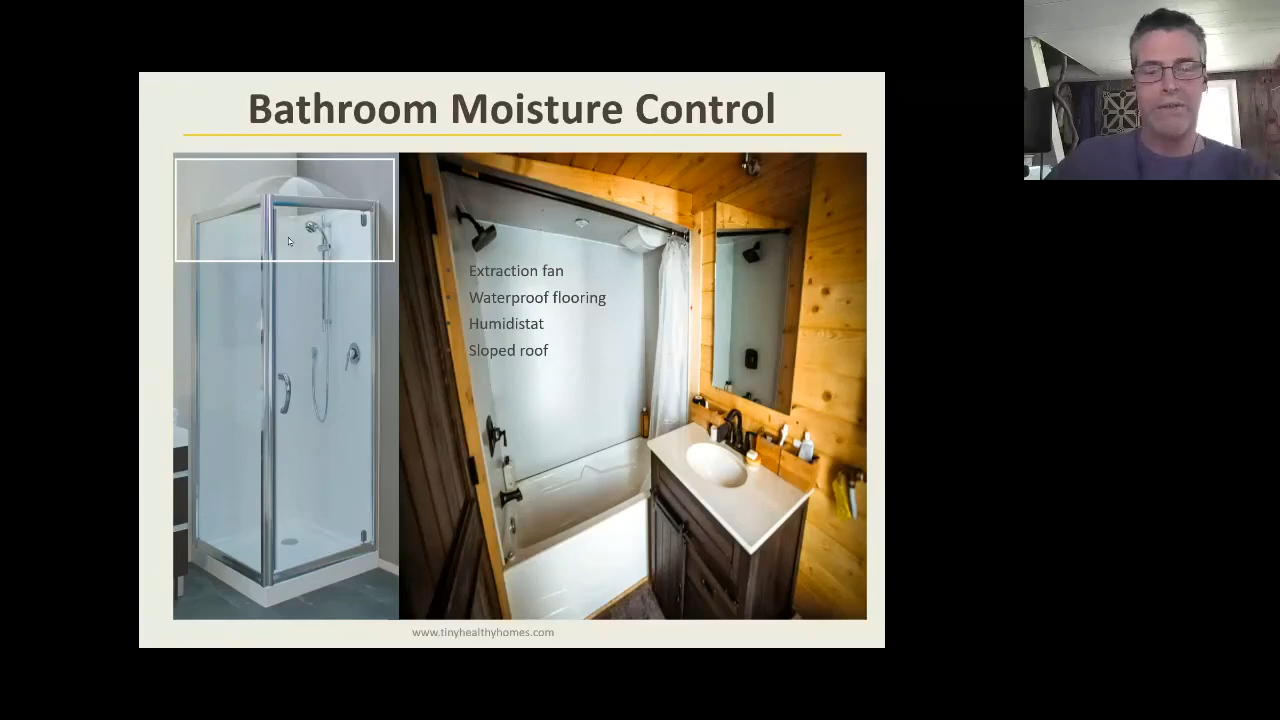 Bathroom Moisture Control
Extraction fan
Waterproof flooring
Humidistat
Sloped roof
www.tinyhealthyhomes.com